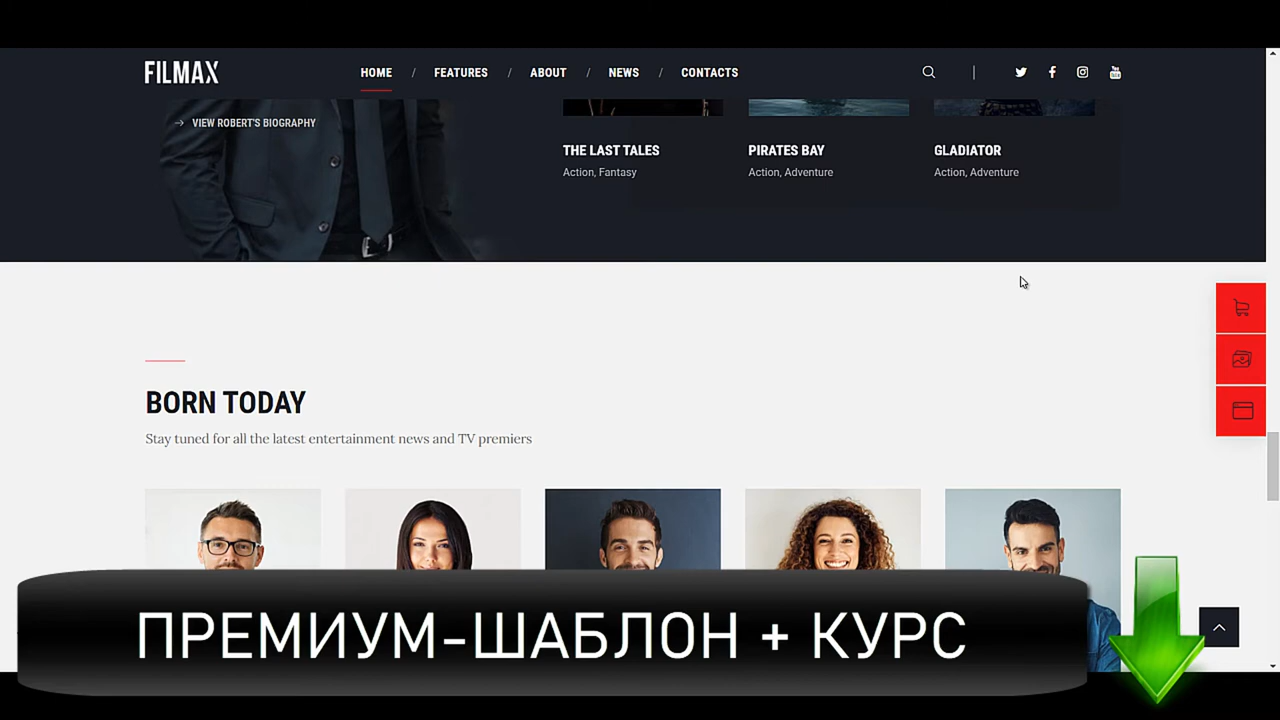 FILMAX
HOME / FEATURES / ABOUT / NEWS / CONTACTS
VIEW ROBERT'S BIOGRAPHY
THE LAST TALES
Action, Fantasy
PIRATES BAY
Action, Adventure
GLADIATOR
Action, Adventure
BORN TODAY
Stay tuned for all the latest entertainment news and TV premiers
ПРЕМИУМ-ШАБЛОН + КУРС